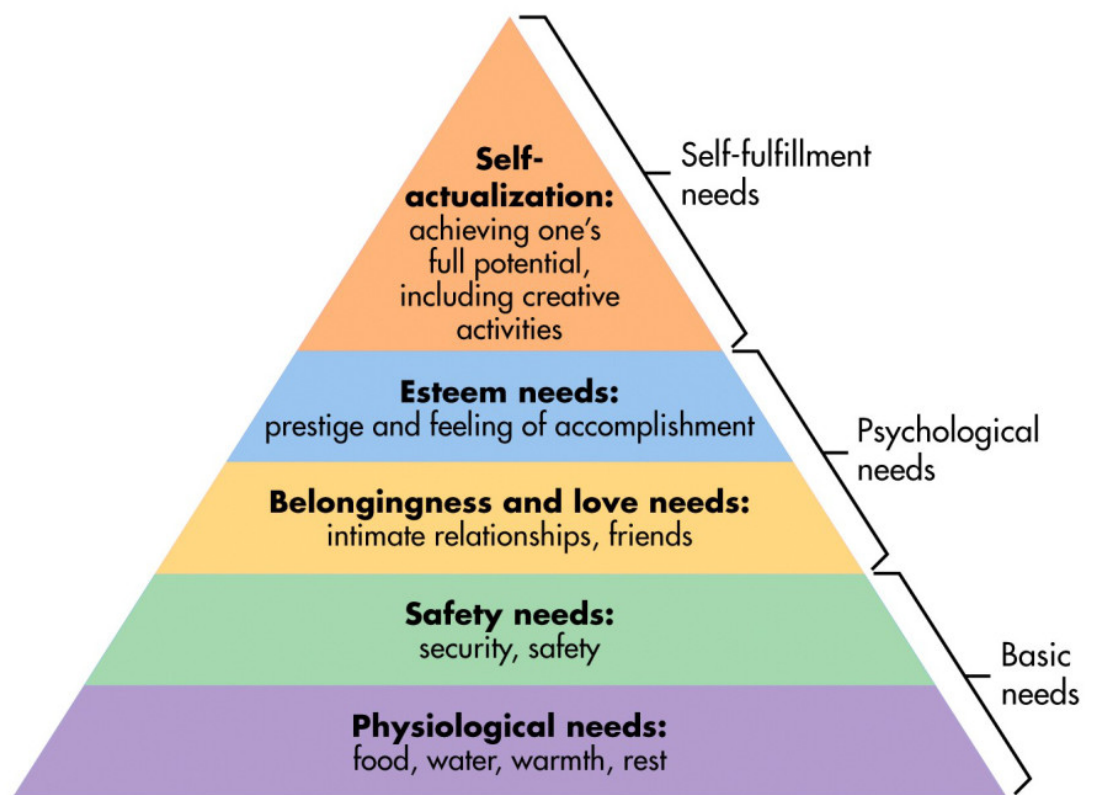 Self-
actualization:
achieving one's
full potential,
including creative
activities
Self-fulfillment
needs
Esteem needs:
prestige and feeling of accomplishment
Psychological
needs
Belongingness and love needs:
intimate relationships, friends
Safety needs:
security, safety
Basic
needs
Physiological needs:
food, water, warmth, rest